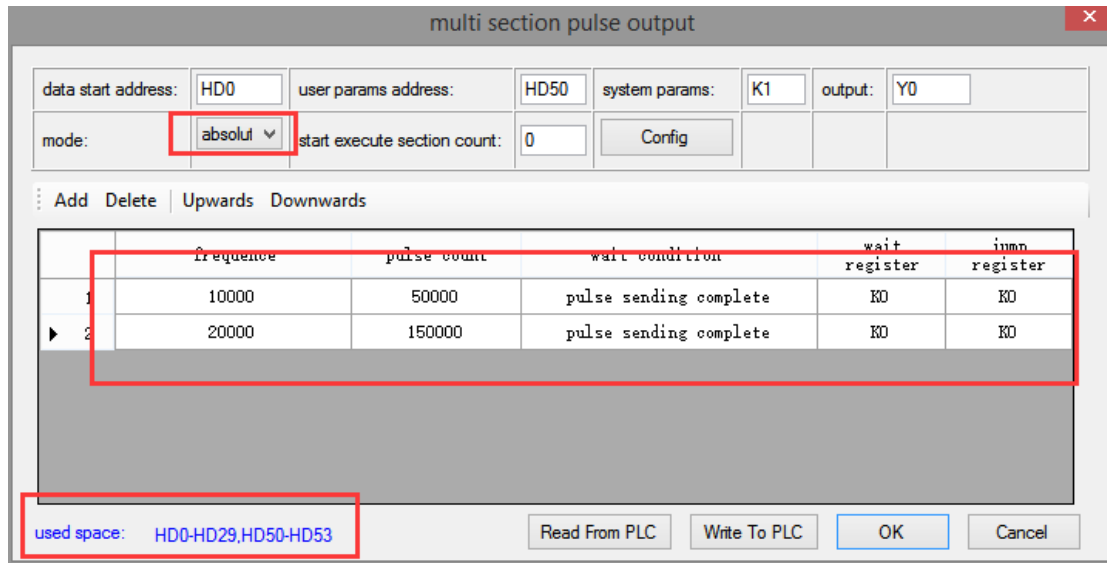 multi section pulse output
data start address: HD0 user params address: HD50 system params: K1 output: Y0
mode: absolut start execute section count: 0 Config
Add Delete Upwards Downwards
frequence pulse count wait condition wait register jump register
1 10000 50000 pulse sending complete K0 K0
2 20000 150000 pulse sending complete K0 K0
used space: HD0-HD29,HD50-HD53 Read From PLC Write To PLC OK Cancel